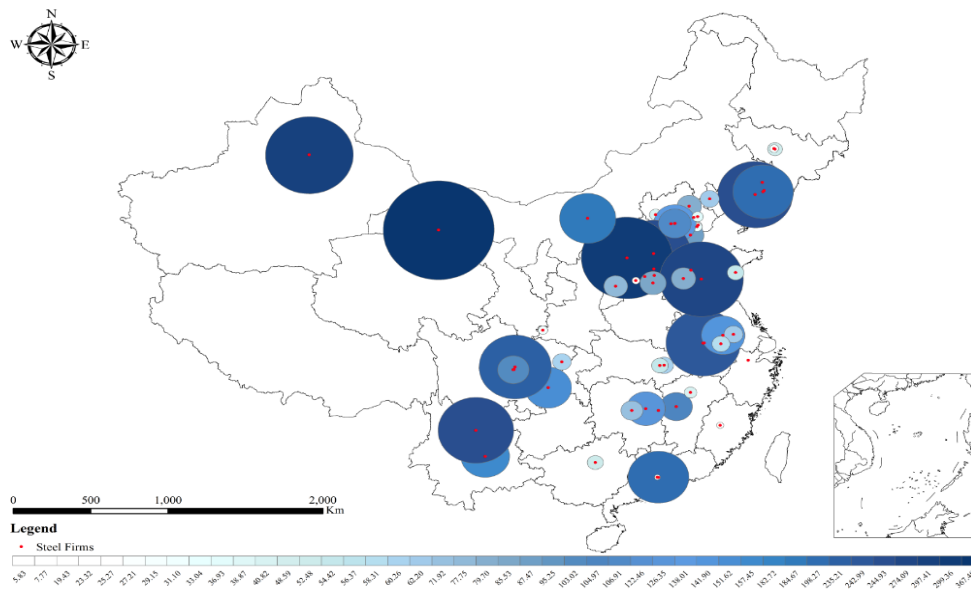 N
W E
S
0 500 1,000 2,000
Km
Legend
Steel Firms
5.83 7.77 19.43 23.32 25.27 27.21 29.15 31.10 33.04 36.93 38.87 40.82 48.59 52.48 54.42 56.37 58.31 60.26 62.20 71.92 77.75 79.70 85.53 87.47 95.25 103.02 104.97 106.91 112.46 126.35 138.01 141.90 151.62 157.45 182.72 184.67 198.27 235.21 242.99 244.93 274.09 297.41 299.36